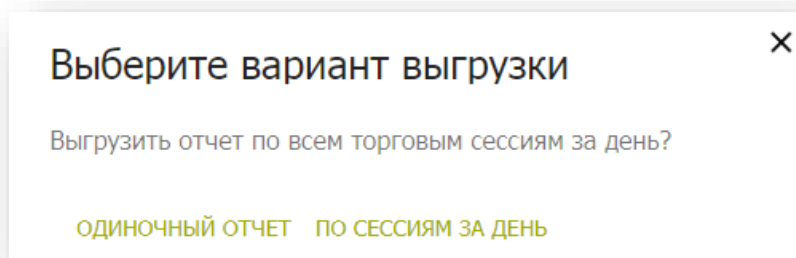 Выберите вариант выгрузки
Выгрузить отчет по всем торговым сессиям за день?
ОДИНОЧНЫЙ ОТЧЕТ ПО СЕССИЯМ ЗА ДЕНЬ